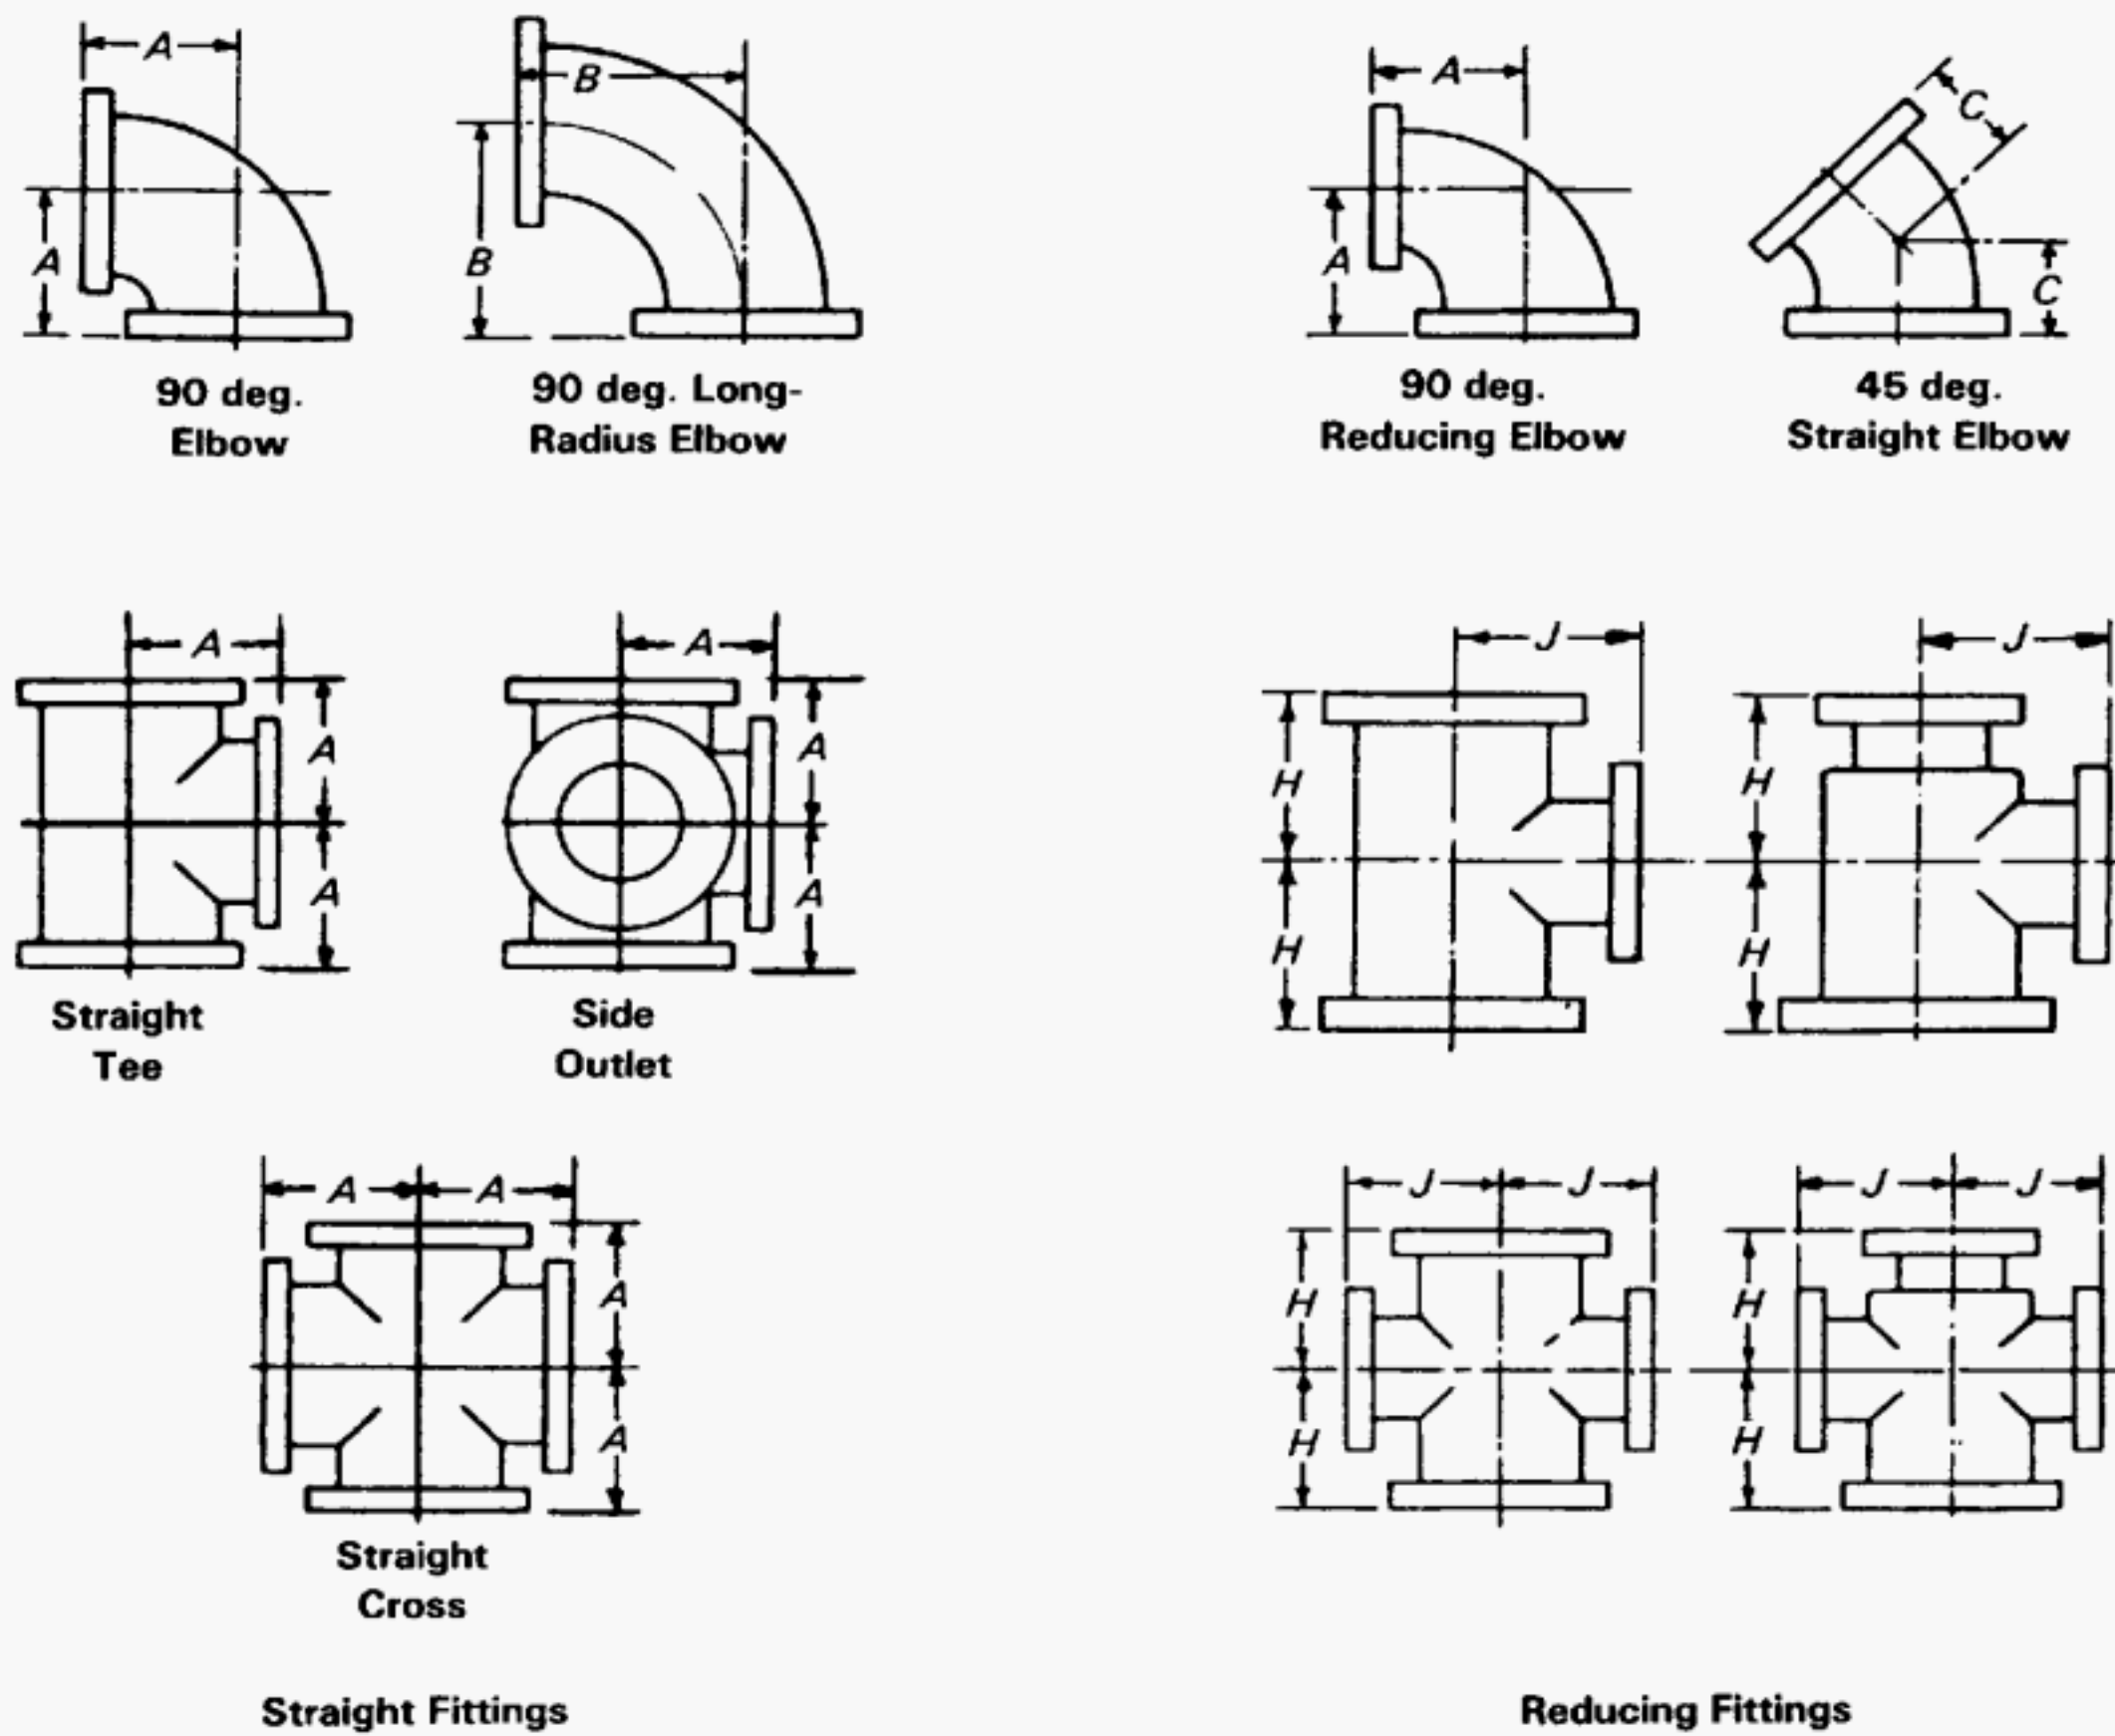 A
B
A
C
A
B
A
C
90 deg.
Elbow
90 deg. Long-
Radius Elbow
90 deg.
Reducing Elbow
45 deg.
Straight Elbow
A
A
J
J
A
A
H
H
A
A
H
H
Straight
Tee
Side
Outlet
A
A
J
J
J
J
A
H
H
A
H
H
Straight
Cross
Straight Fittings
Reducing Fittings